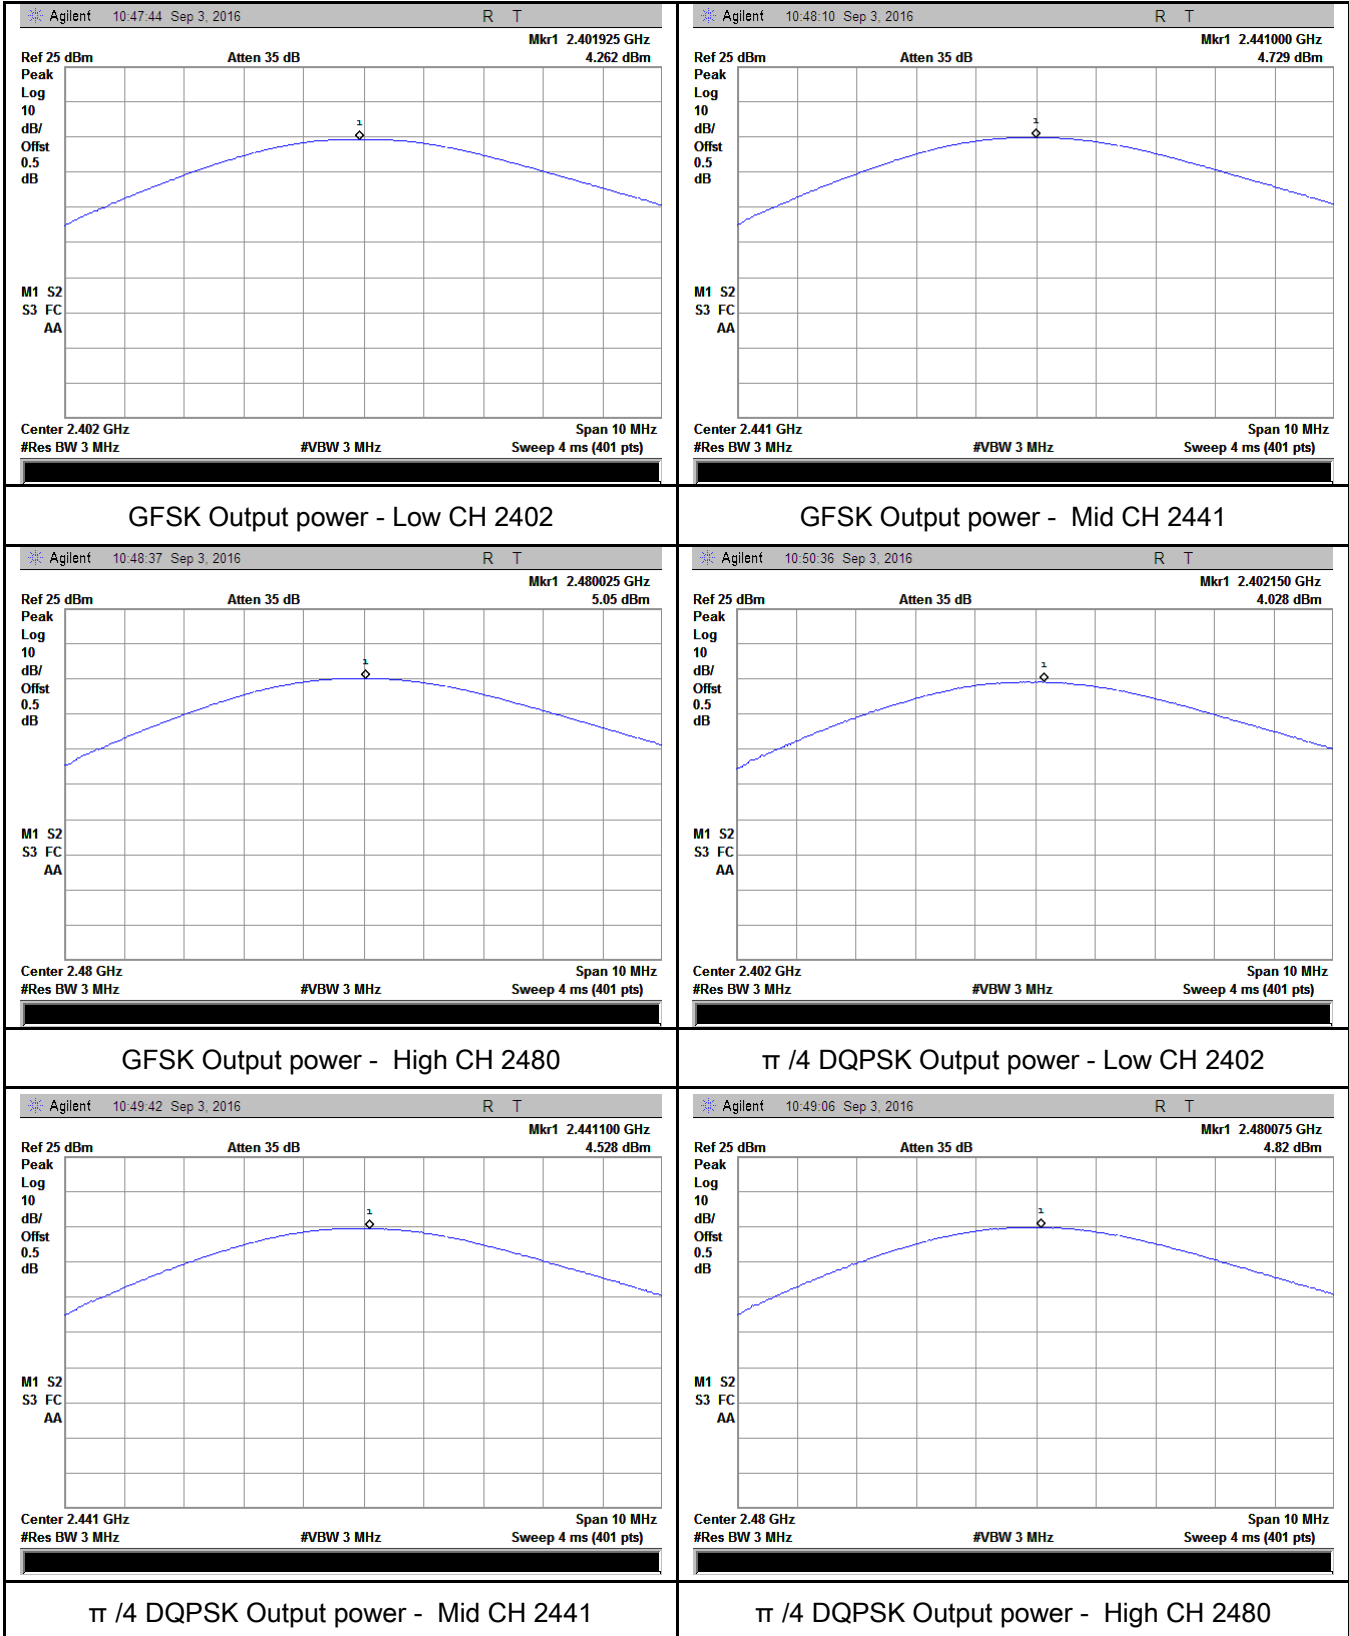 Agilent 10:47:44 Sep 3, 2016 R T
Mkr1 2.401925 GHz
Ref 25 dBm Atten 35 dB 4.262 dBm
Peak
Log
10
dB/
Offst
0.5
dB
1
M1 S2
S3 FC
AA
Center 2.402 GHz Span 10 MHz
#Res BW 3 MHz #VBW 3 MHz Sweep 4 ms (401 pts)
GFSK Output power - Low CH 2402
Agilent 10:48:10 Sep 3, 2016 R T
Mkr1 2.441000 GHz
Ref 25 dBm Atten 35 dB 4.729 dBm
Peak
Log
10
dB/
Offst
0.5
dB
1
M1 S2
S3 FC
AA
Center 2.441 GHz Span 10 MHz
#Res BW 3 MHz #VBW 3 MHz Sweep 4 ms (401 pts)
GFSK Output power - Mid CH 2441
Agilent 10:48:37 Sep 3, 2016 R T
Mkr1 2.480025 GHz
Ref 25 dBm Atten 35 dB 5.05 dBm
Peak
Log
10
dB/
Offst
0.5
dB
1
M1 S2
S3 FC
AA
Center 2.48 GHz Span 10 MHz
#Res BW 3 MHz #VBW 3 MHz Sweep 4 ms (401 pts)
GFSK Output power - High CH 2480
Agilent 10:50:36 Sep 3, 2016 R T
Mkr1 2.402150 GHz
Ref 25 dBm Atten 35 dB 4.028 dBm
Peak
Log
10
dB/
Offst
0.5
dB
1
M1 S2
S3 FC
AA
Center 2.402 GHz Span 10 MHz
#Res BW 3 MHz #VBW 3 MHz Sweep 4 ms (401 pts)
π /4 DQPSK Output power - Low CH 2402
Agilent 10:49:42 Sep 3, 2016 R T
Mkr1 2.441100 GHz
Ref 25 dBm Atten 35 dB 4.528 dBm
Peak
Log
10
dB/
Offst
0.5
dB
1
M1 S2
S3 FC
AA
Center 2.441 GHz Span 10 MHz
#Res BW 3 MHz #VBW 3 MHz Sweep 4 ms (401 pts)
π /4 DQPSK Output power - Mid CH 2441
Agilent 10:49:06 Sep 3, 2016 R T
Mkr1 2.480075 GHz
Ref 25 dBm Atten 35 dB 4.82 dBm
Peak
Log
10
dB/
Offst
0.5
dB
1
M1 S2
S3 FC
AA
Center 2.48 GHz Span 10 MHz
#Res BW 3 MHz #VBW 3 MHz Sweep 4 ms (401 pts)
π /4 DQPSK Output power - High CH 2480